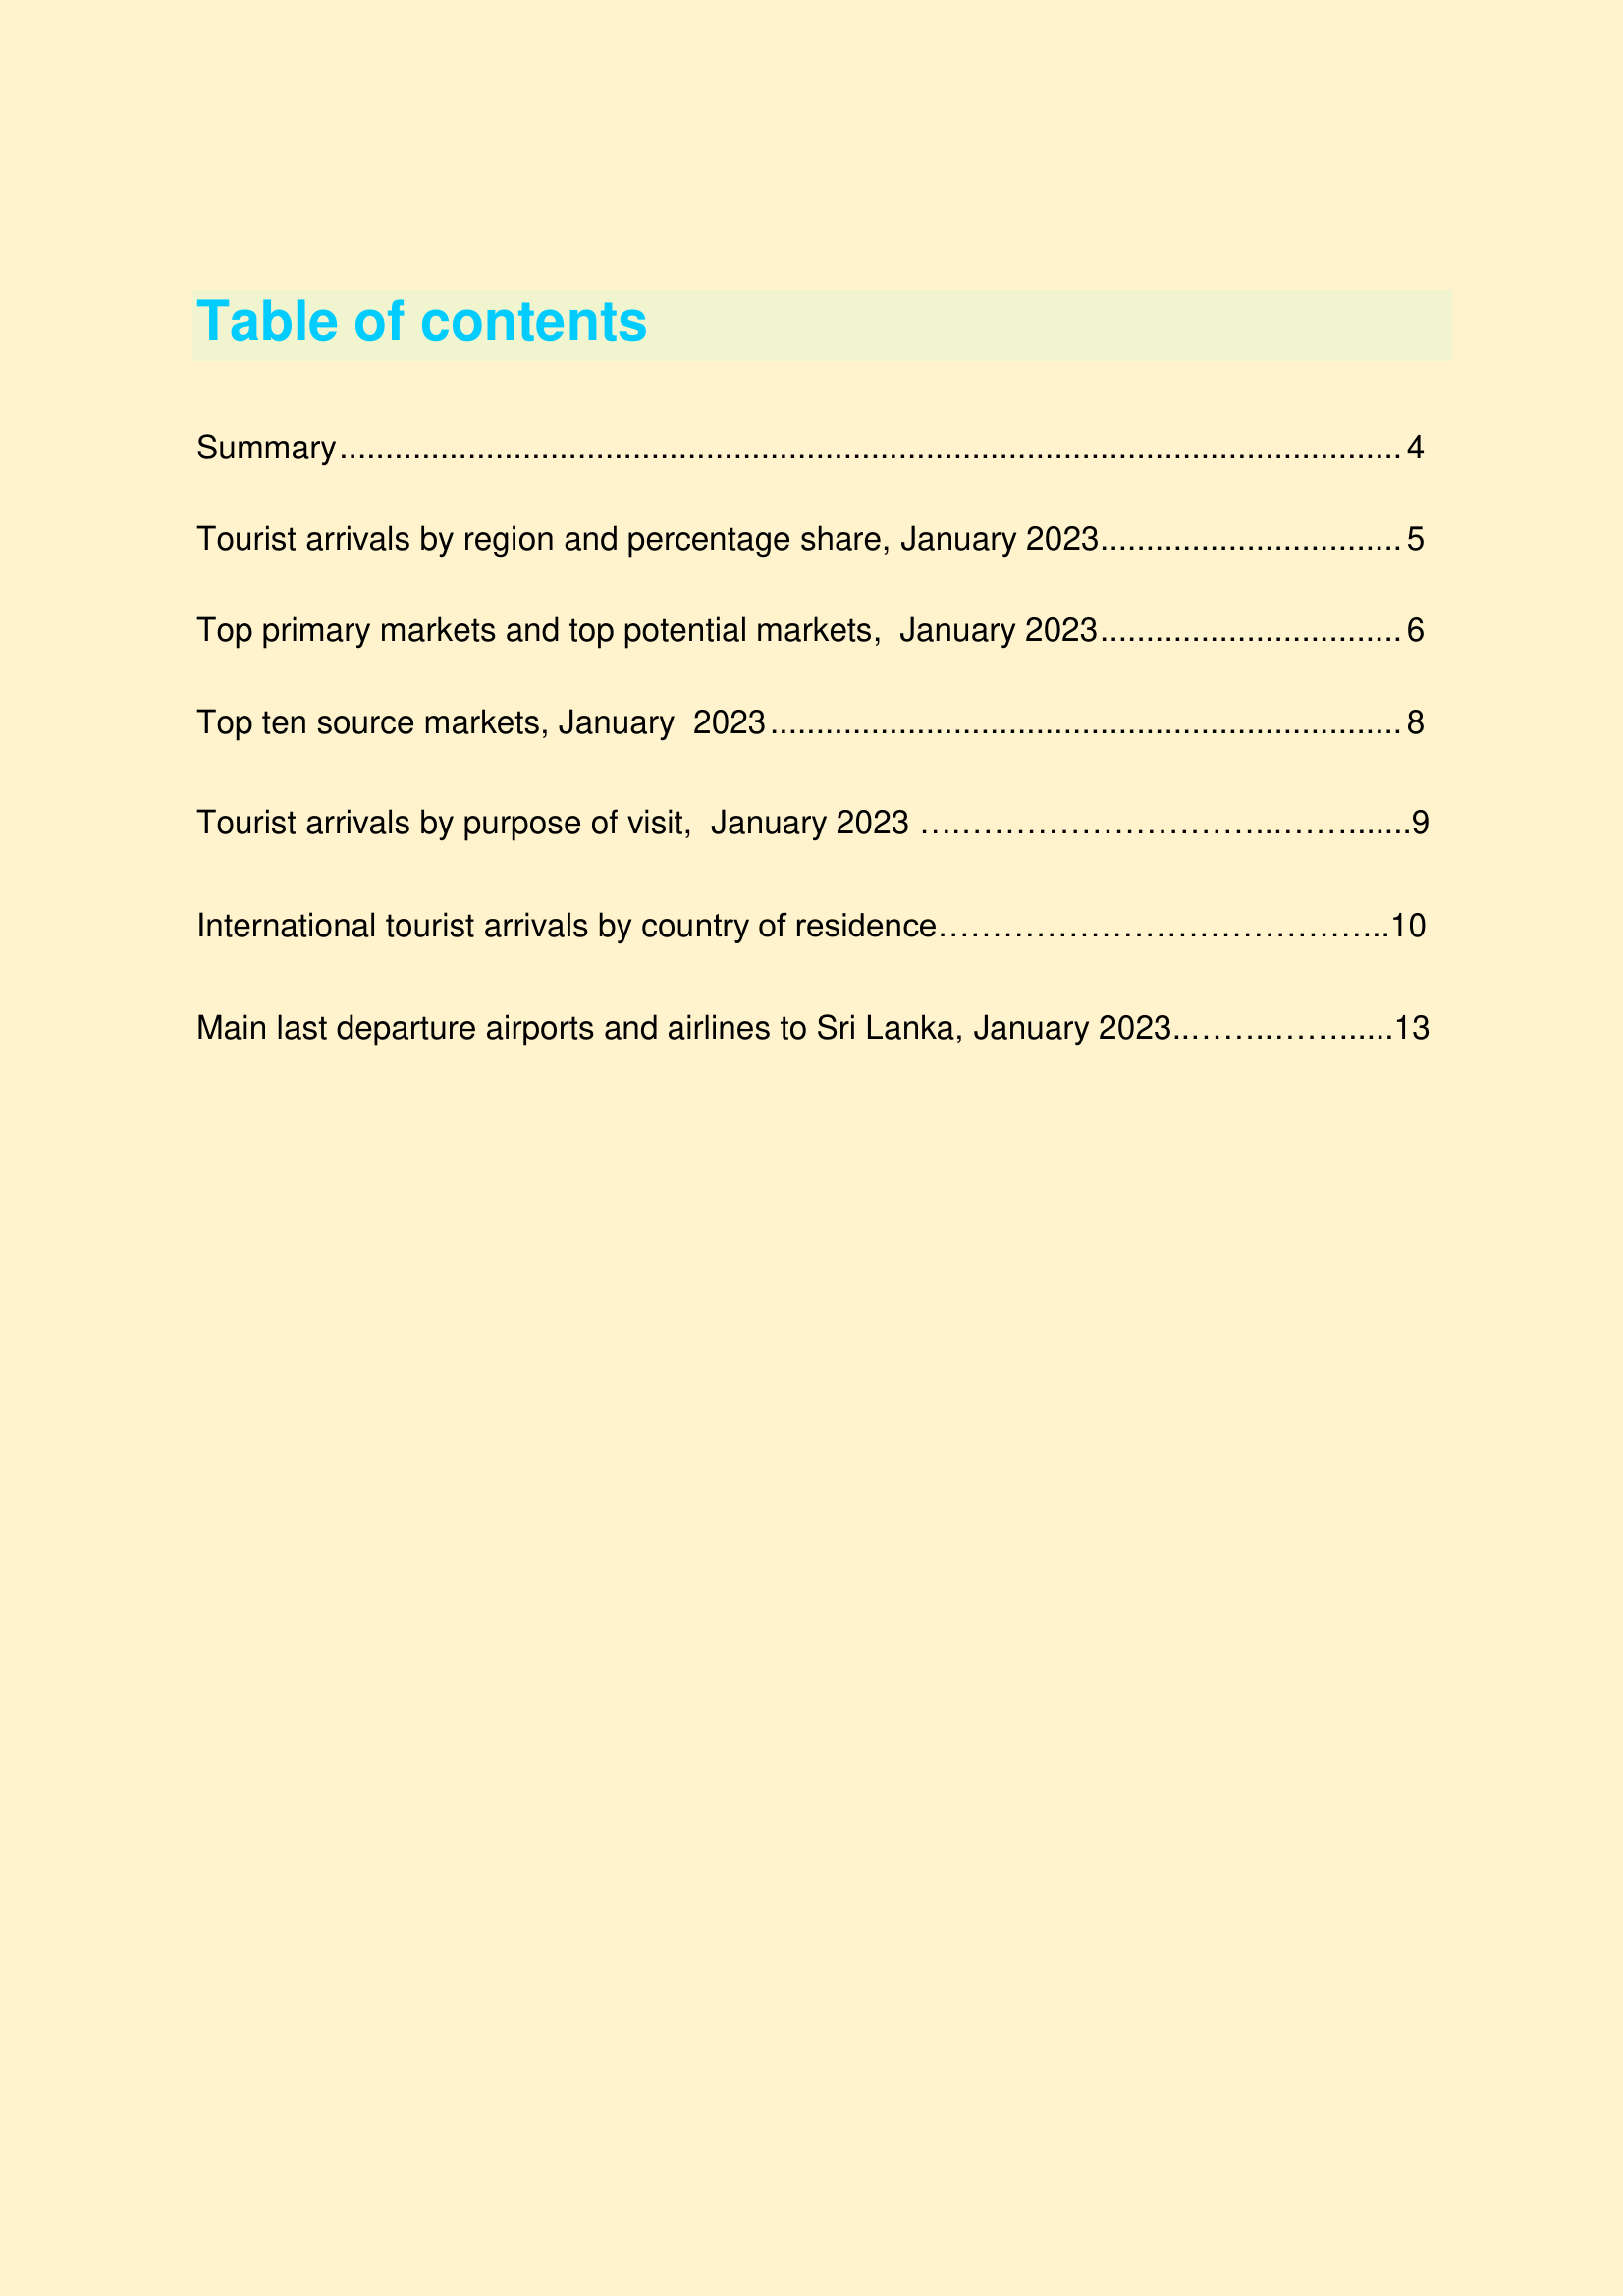 Table of contents
Summary.................................................................................................................... 4
Tourist arrivals by region and percentage share, January 2023................................. 5
Top primary markets and top potential markets,  January 2023................................. 6
Top ten source markets, January  2023..................................................................... 8
Tourist arrivals by purpose of visit,  January 2023 ….…………………………...……......9
International tourist arrivals by country of residence……………………………………...10
Main last departure airports and airlines to Sri Lanka, January 2023..……..…….....13